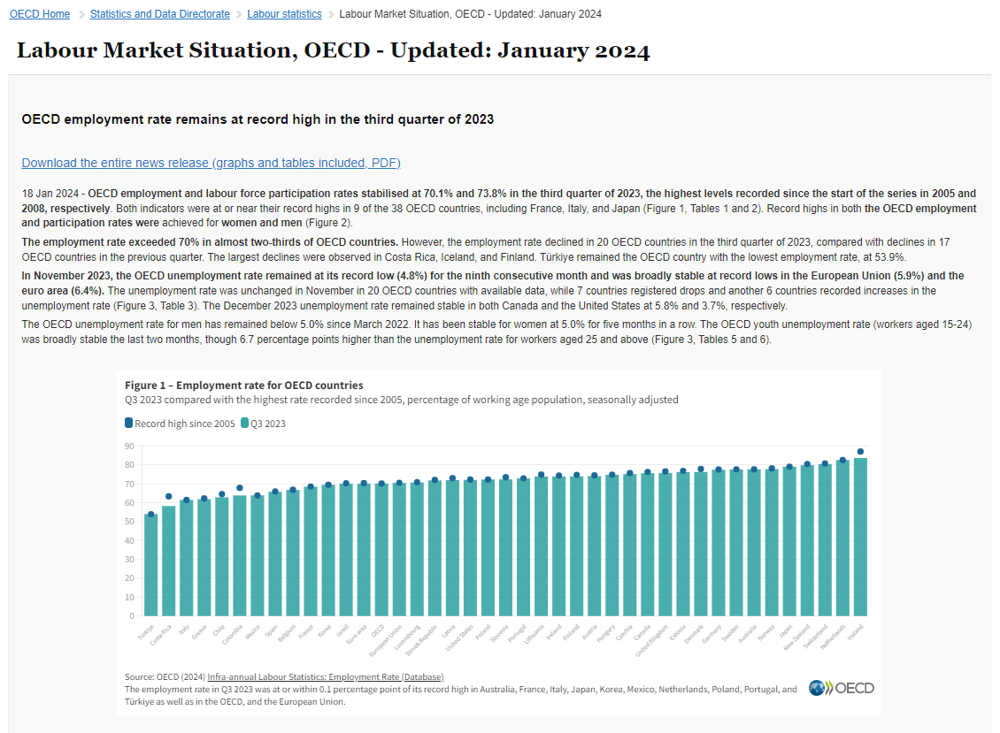 OECD Home > Statistics and Data Directorate > Labour statistics > Labour Market Situation, OECD - Updated: January 2024
Labour Market Situation, OECD - Updated: January 2024
OECD employment rate remains at record high in the third quarter of 2023
Download the entire news release (graphs and tables included, PDF)
18 Jan 2024 - OECD employment and labour force participation rates stabilised at 70.1% and 73.8% in the third quarter of 2023, the highest levels recorded since the start of the series in 2005 and
2008, respectively. Both indicators were at or near their record highs in 9 of the 38 OECD countries, including France, Italy, and Japan (Figure 1, Tables 1 and 2). Record highs in both the OECD employment
and participation rates were achieved for women and men (Figure 2).
The employment rate exceeded 70% in almost two-thirds of OECD countries. However, the employment rate declined in 20 OECD countries in the third quarter of 2023, compared with declines in 17
OECD countries in the previous quarter. The largest declines were observed in Costa Rica, Iceland, and Finland. Türkiye remained the OECD country with the lowest employment rate, at 53.9%.
In November 2023, the OECD unemployment rate remained at its record low (4.8%) for the ninth consecutive month and was broadly stable at record lows in the European Union (5.9%) and the
euro area (6.4%). The unemployment rate was unchanged in November in 20 OECD countries with available data, while 7 countries registered drops and another 6 countries recorded increases in the
unemployment rate (Figure 3, Table 3). The December 2023 unemployment rate remained stable in both Canada and the United States at 5.8% and 3.7%, respectively.
The OECD unemployment rate for men has remained below 5.0% since March 2022. It has been stable for women at 5.0% for five months in a row. The OECD youth unemployment rate (workers aged 15-24)
was broadly stable the last two months, though 6.7 percentage points higher than the unemployment rate for workers aged 25 and above (Figure 3, Tables 5 and 6).
Figure 1 – Employment rate for OECD countries
Q3 2023 compared with the highest rate recorded since 2005, percentage of working age population, seasonally adjusted
Record high since 2005 Q3 2023
90
80
70
60
50
40
30
20
10
0
Türkiye
Costa Rica
Italy
Greece
Chile
Colombia
Mexico
Spain
Belgium
France
Korea
Israel
Euro area
OECD
European Union
Luxembourg
Slovak Republic
Latvia
United States
Poland
Slovenia
Portugal
Lithuania
Ireland
Finland
Austria
Hungary
Czechia
Canada
United Kingdom
Estonia
Denmark
Germany
Sweden
Australia
Norway
Japan
New Zealand
Switzerland
Netherlands
Iceland
Source: OECD (2024) Infra-annual Labour Statistics: Employment Rate (Database)
The employment rate in Q3 2023 was at or within 0.1 percentage point of its record high in Australia, France, Italy, Japan, Korea, Mexico, Netherlands, Poland, Portugal, and
Türkiye as well as in the OECD, and the European Union.
OECD